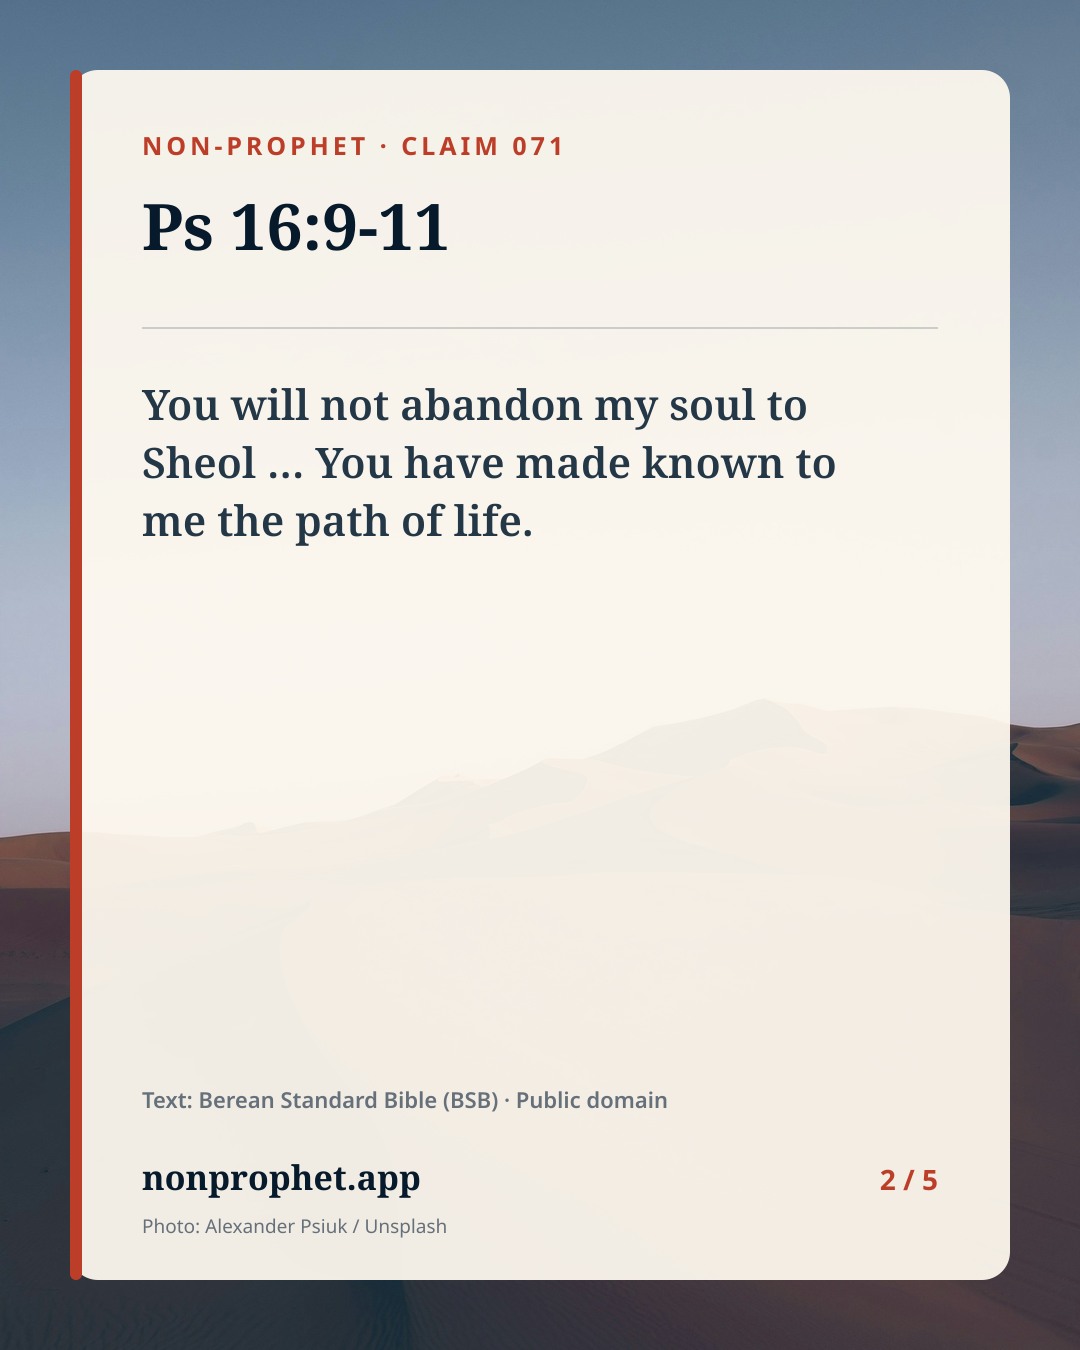 NON-PROPHET · CLAIM 071
Ps 16:9-11
You will not abandon my soul to
Sheol ... You have made known to
me the path of life.
Text: Berean Standard Bible (BSB) · Public domain
nonprophet.app
2 / 5
Photo: Alexander Psiuk / Unsplash